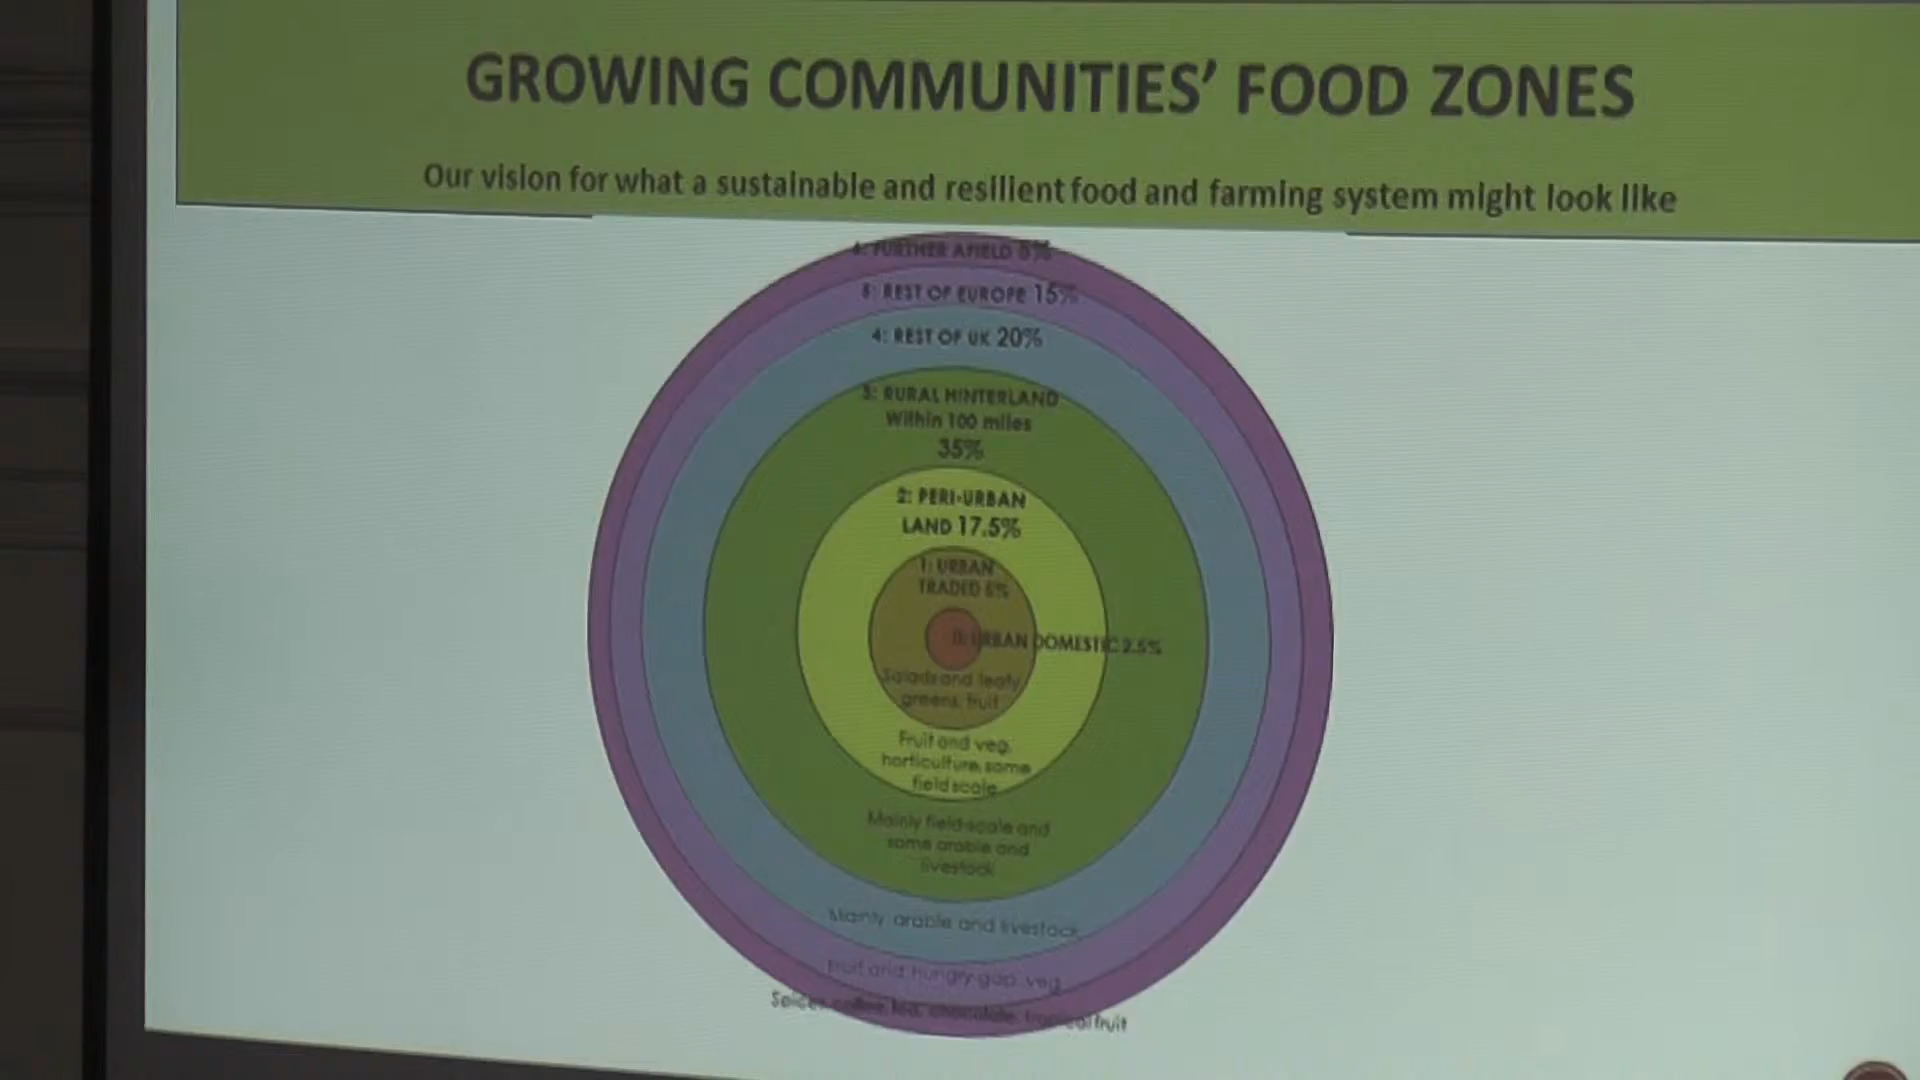 GROWING COMMUNITIES' FOOD ZONES
Our vision for what a sustainable and resilient food and farming system might look like
6: FURTHER AFIELD 5%
5: REST OF EUROPE 15%
4: REST OF UK 20%
3: RURAL HINTERLAND
Within 100 miles
35%
2: PERI-URBAN
LAND 17.5%
1: URBAN
TRADED 5%
0: URBAN DOMESTIC 2.5%
Salads and leafy
greens, fruit
Fruit and veg,
horticulture, some
field scale
Mainly field-scale and
some arable and
livestock
Mainly arable and livestock
Fruit and hungry-gap veg
Spices, coffee, tea, chocolate, tropical fruit